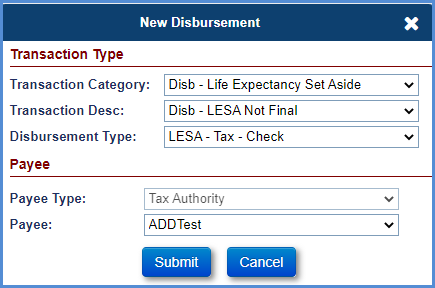 New Disbursement
Transaction Type
Transaction Category: Disb - Life Expectancy Set Aside
Transaction Desc: Disb - LESA Not Final
Disbursement Type: LESA - Tax - Check
Payee
Payee Type: Tax Authority
Payee: ADDTest
Submit Cancel